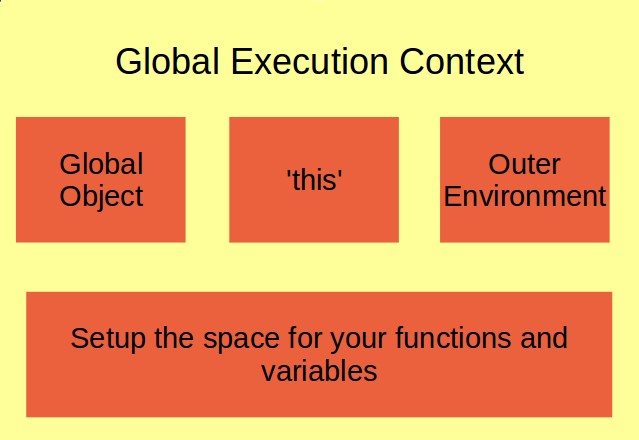 Global Execution Context
Global
Object
'this'
Outer
Environment
Setup the space for your functions and
variables